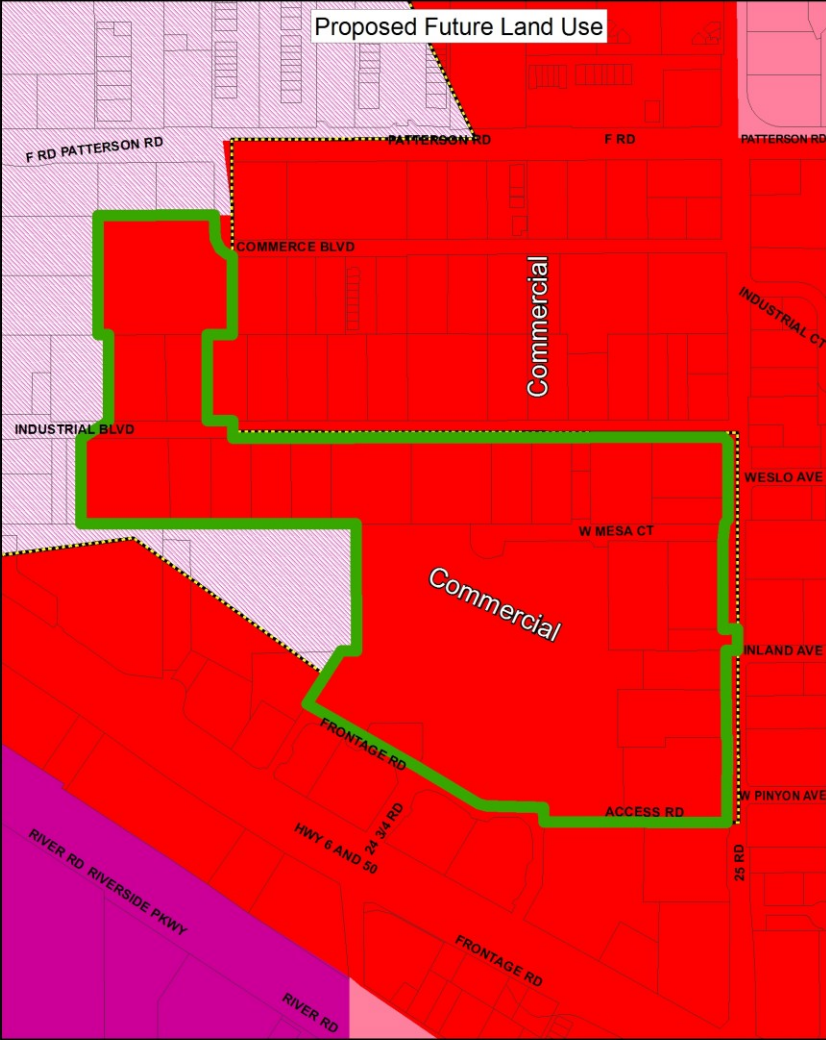 Proposed Future Land Use
F RD PATTERSON RD
PATTERSON RD
F RD
PATTERSON RD
COMMERCE BLVD
Commercial
INDUSTRIAL CT
INDUSTRIAL BLVD
WESLO AVE
W MESA CT
Commercial
INLAND AVE
FRONTAGE RD
24 3/4 RD
ACCESS RD
W PINYON AVE
HWY 6 AND 50
25 RD
RIVER RD RIVERSIDE PKWY
FRONTAGE RD
RIVER RD